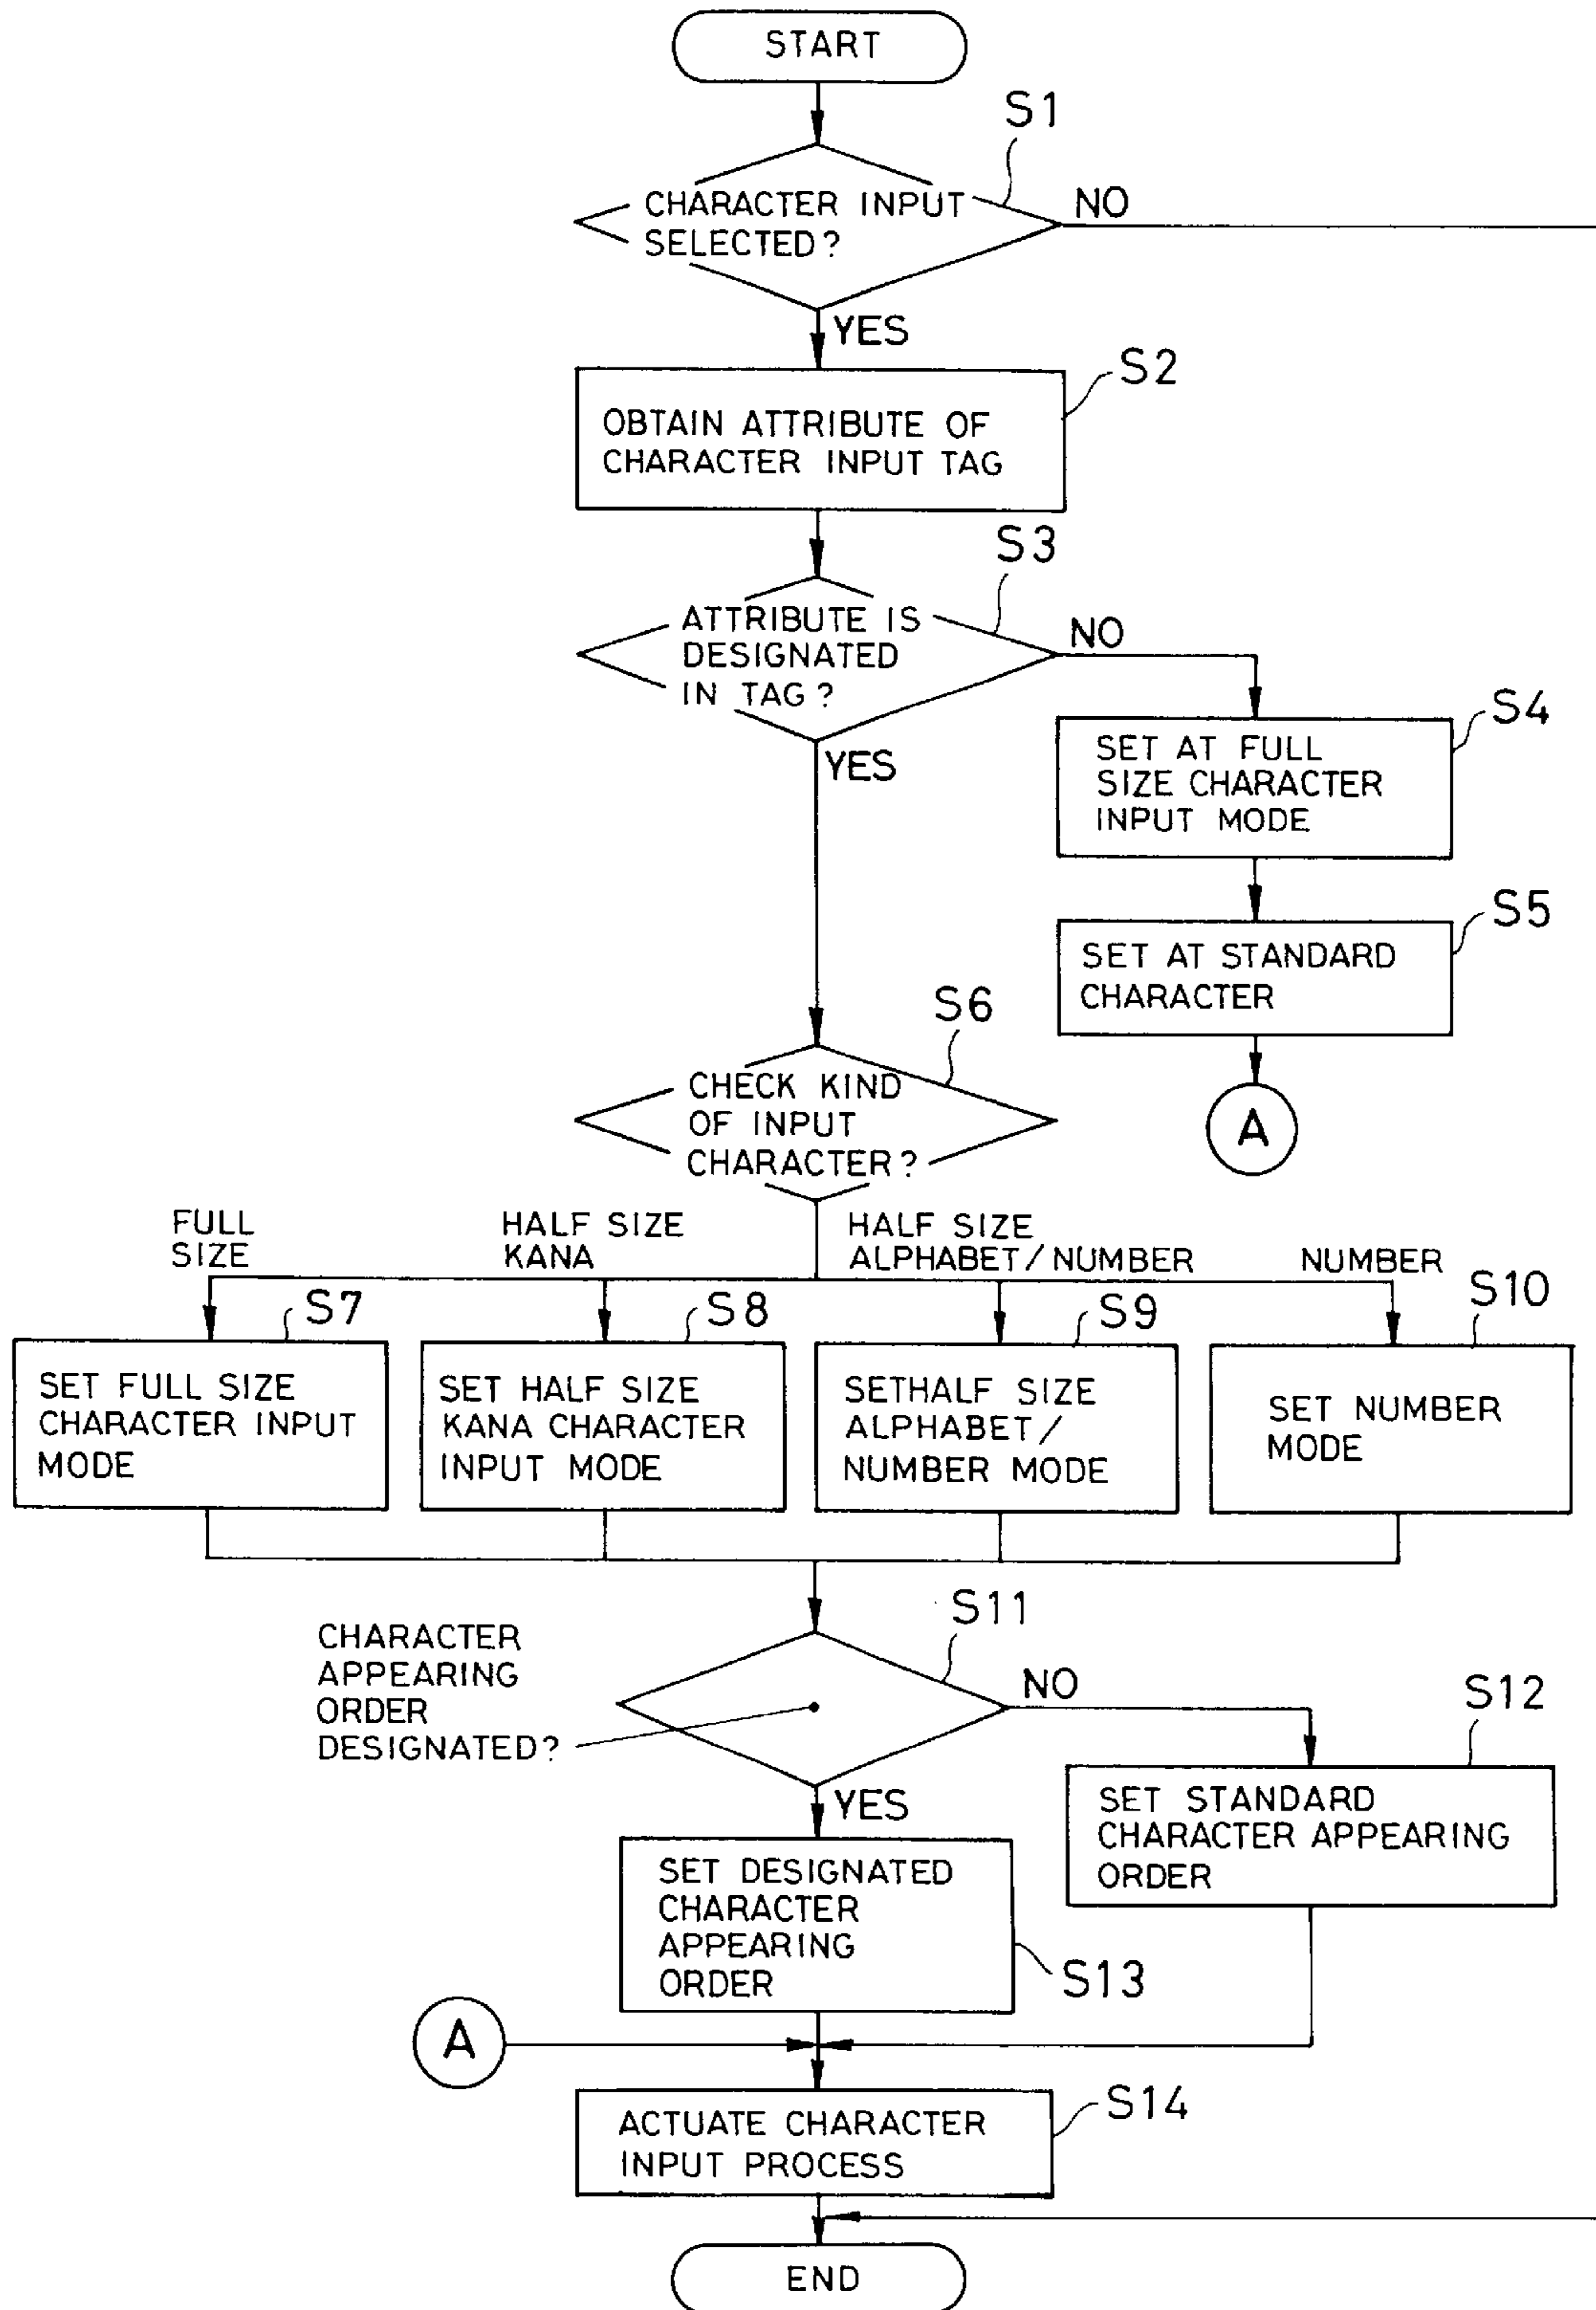 START
S1
CHARACTER INPUT
SELECTED?
NO
YES
S2
OBTAIN ATTRIBUTE OF
CHARACTER INPUT TAG
S3
ATTRIBUTE IS
DESIGNATED
IN TAG?
NO
YES
S4
SET AT FULL
SIZE CHARACTER
INPUT MODE
S5
SET AT STANDARD
CHARACTER
A
S6
CHECK KIND
OF INPUT
CHARACTER?
FULL
SIZE
HALF SIZE
KANA
HALF SIZE
ALPHABET/NUMBER
NUMBER
S7
SET FULL SIZE
CHARACTER INPUT
MODE
S8
SET HALF SIZE
KANA CHARACTER
INPUT MODE
S9
SETHALF SIZE
ALPHABET/
NUMBER MODE
S10
SET NUMBER
MODE
S11
CHARACTER
APPEARING
ORDER
DESIGNATED?
NO
YES
S12
SET STANDARD
CHARACTER APPEARING
ORDER
SET DESIGNATED
CHARACTER
APPEARING
ORDER
S13
A
S14
ACTUATE CHARACTER
INPUT PROCESS
END